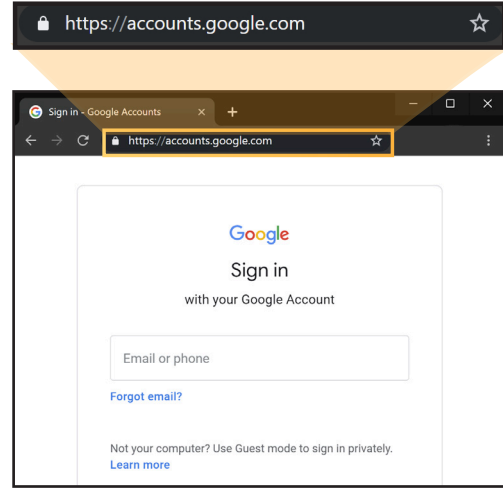 https://accounts.google.com
Sign in - Google Accounts
https://accounts.google.com
Google
Sign in
with your Google Account
Email or phone
Forgot email?
Not your computer? Use Guest mode to sign in privately.
Learn more